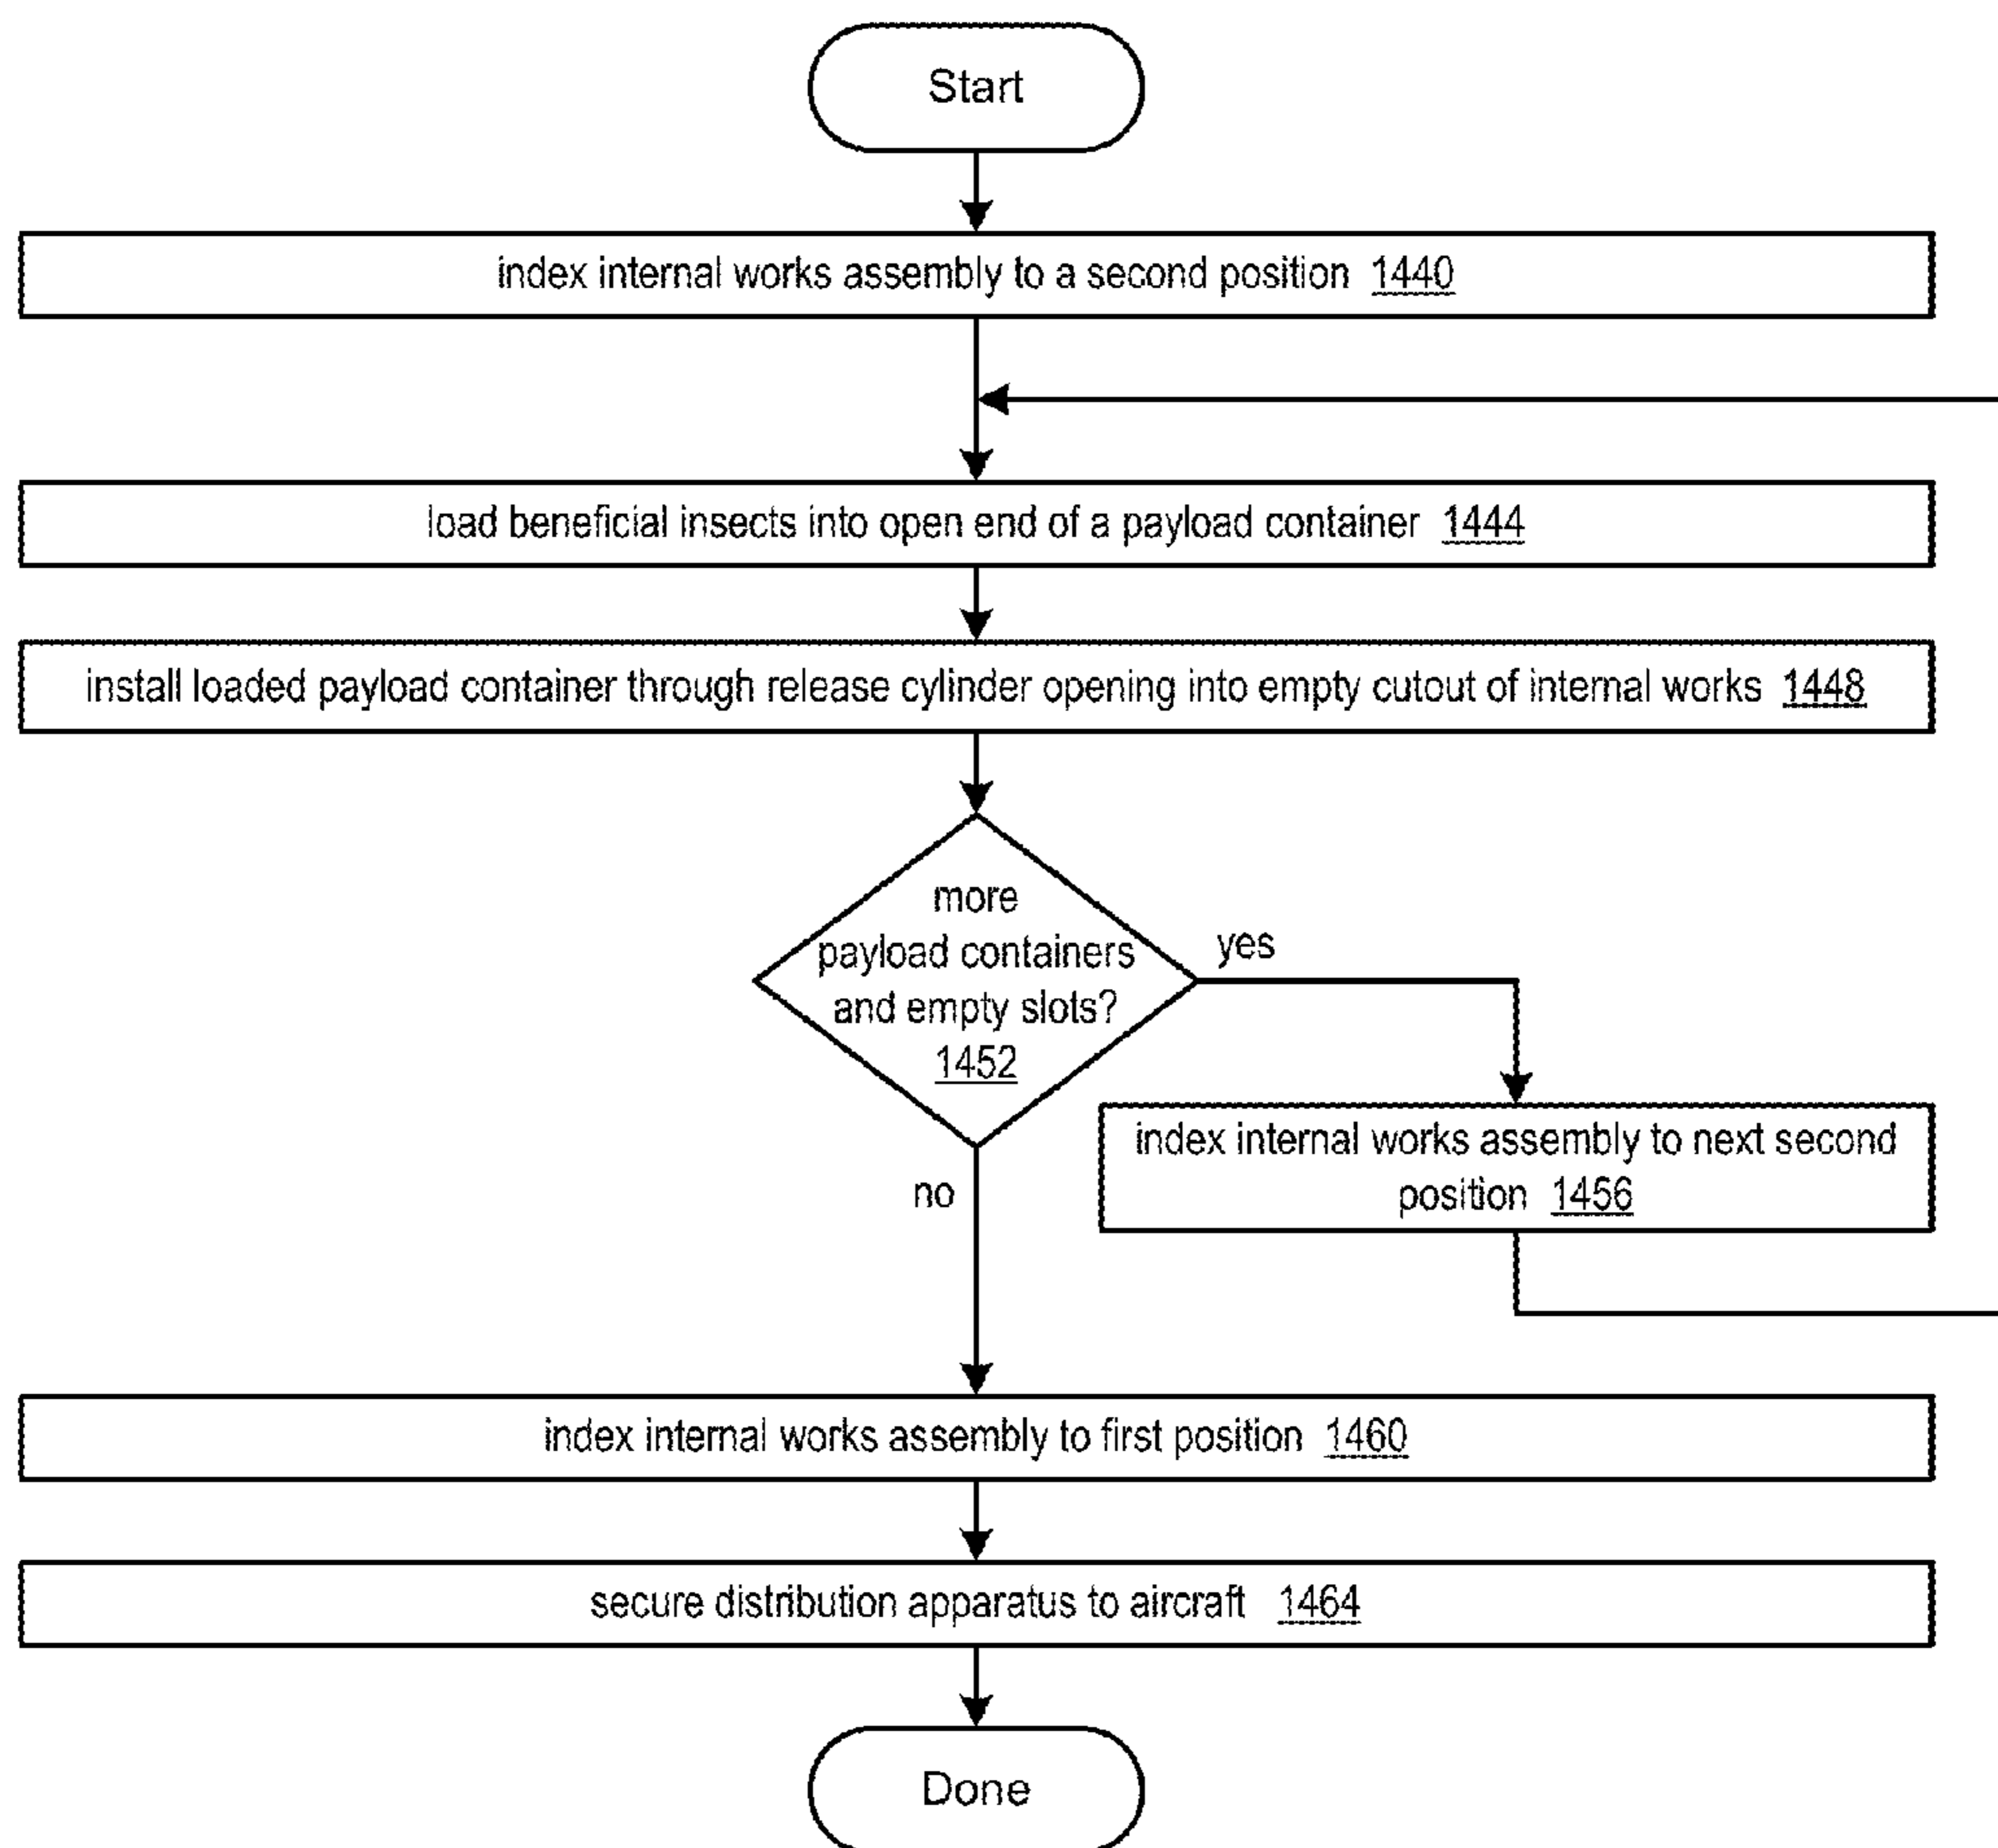 Start
index internal works assembly to a second position 1440
load beneficial insects into open end of a payload container 1444
install loaded payload container through release cylinder opening into empty cutout of internal works 1448
more
payload containers
and empty slots?
1452
yes
index internal works assembly to next second
position 1456
no
index internal works assembly to first position 1460
secure distribution apparatus to aircraft 1464
Done